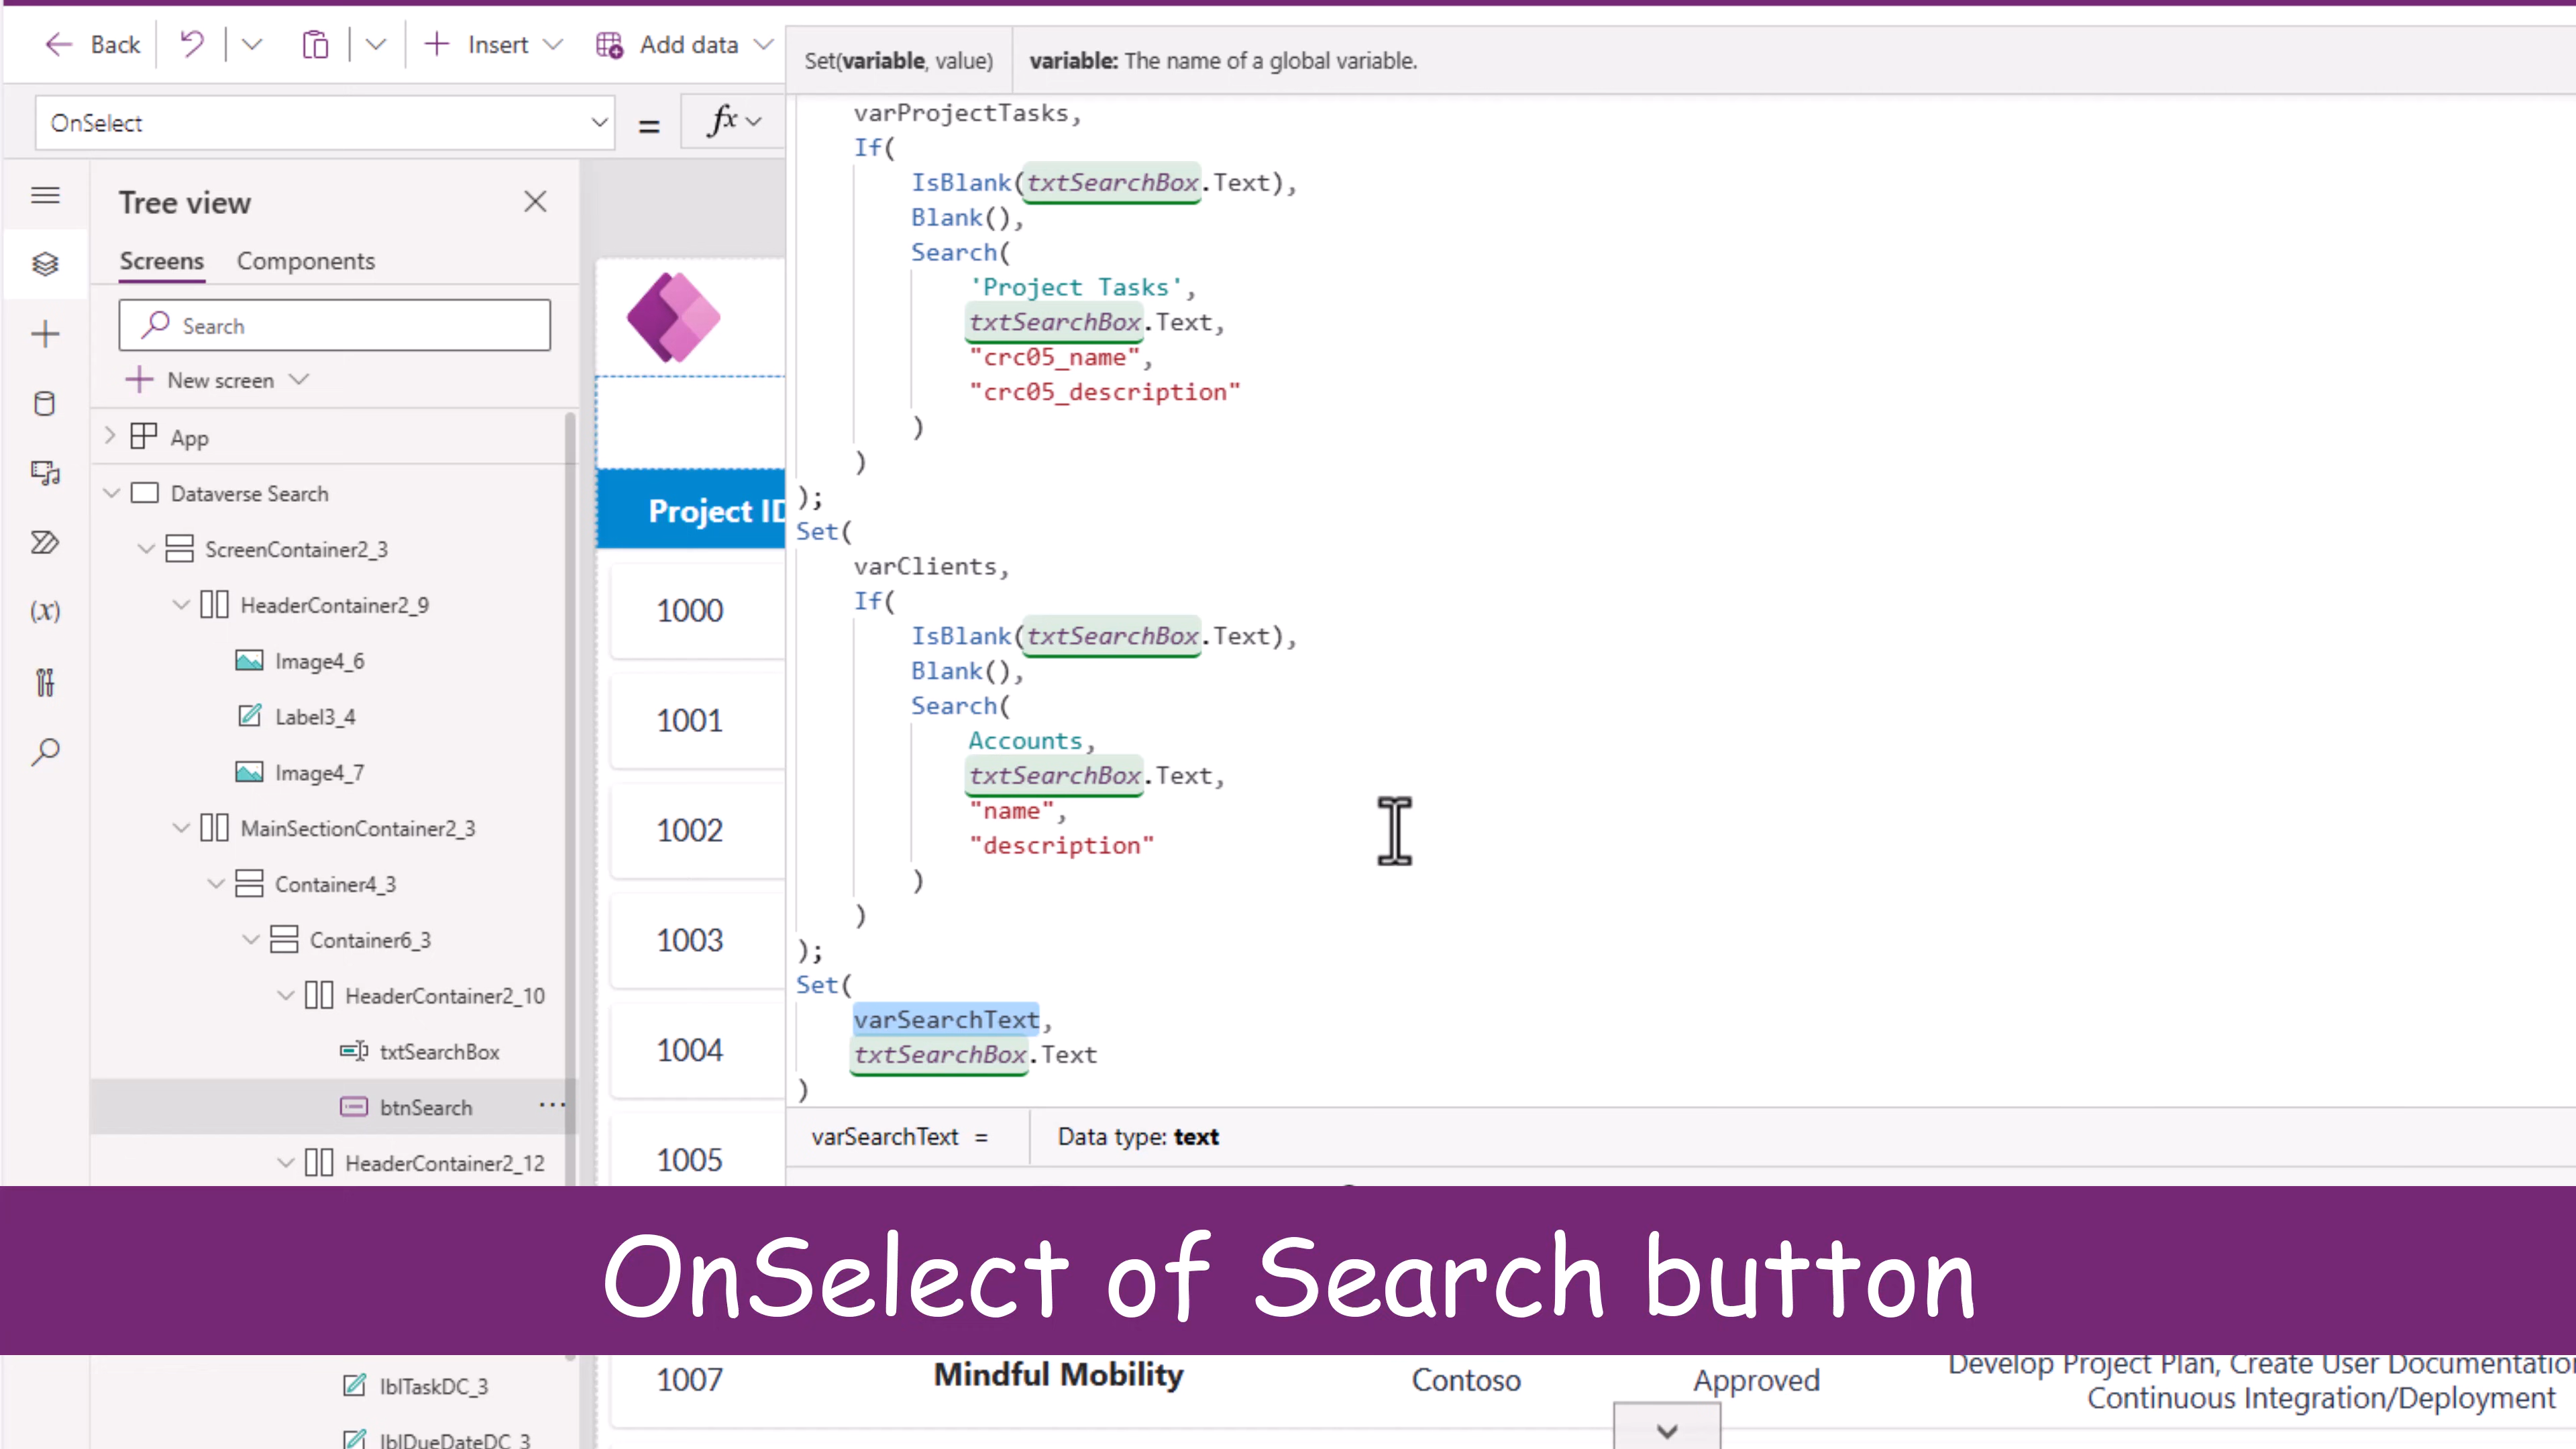 Back
Insert
Add data
Set(variable, value)
variable: The name of a global variable.
OnSelect
=
fx
varProjectTasks,
If(
IsBlank(txtSearchBox.Text),
Blank(),
Search(
'Project Tasks',
txtSearchBox.Text,
"crc05_name",
"crc05_description"
)
)
);
Set(
varClients,
If(
IsBlank(txtSearchBox.Text),
Blank(),
Search(
Accounts,
txtSearchBox.Text,
"name",
"description"
)
)
);
Set(
varSearchText,
txtSearchBox.Text
)
varSearchText =
Data type: text
Tree view
Screens
Components
Search
New screen
App
Dataverse Search
ScreenContainer2_3
HeaderContainer2_9
Image4_6
Label3_4
Image4_7
MainSectionContainer2_3
Container4_3
Container6_3
HeaderContainer2_10
txtSearchBox
btnSearch
HeaderContainer2_12
(x)
Project ID
1000
1001
1002
1003
1004
1005
OnSelect of Search button
lblTaskDC_3
lblDueDateDC_3
1007
Mindful Mobility
Contoso
Approved
Develop Project Plan, Create User
Continuous Integration/Deployment